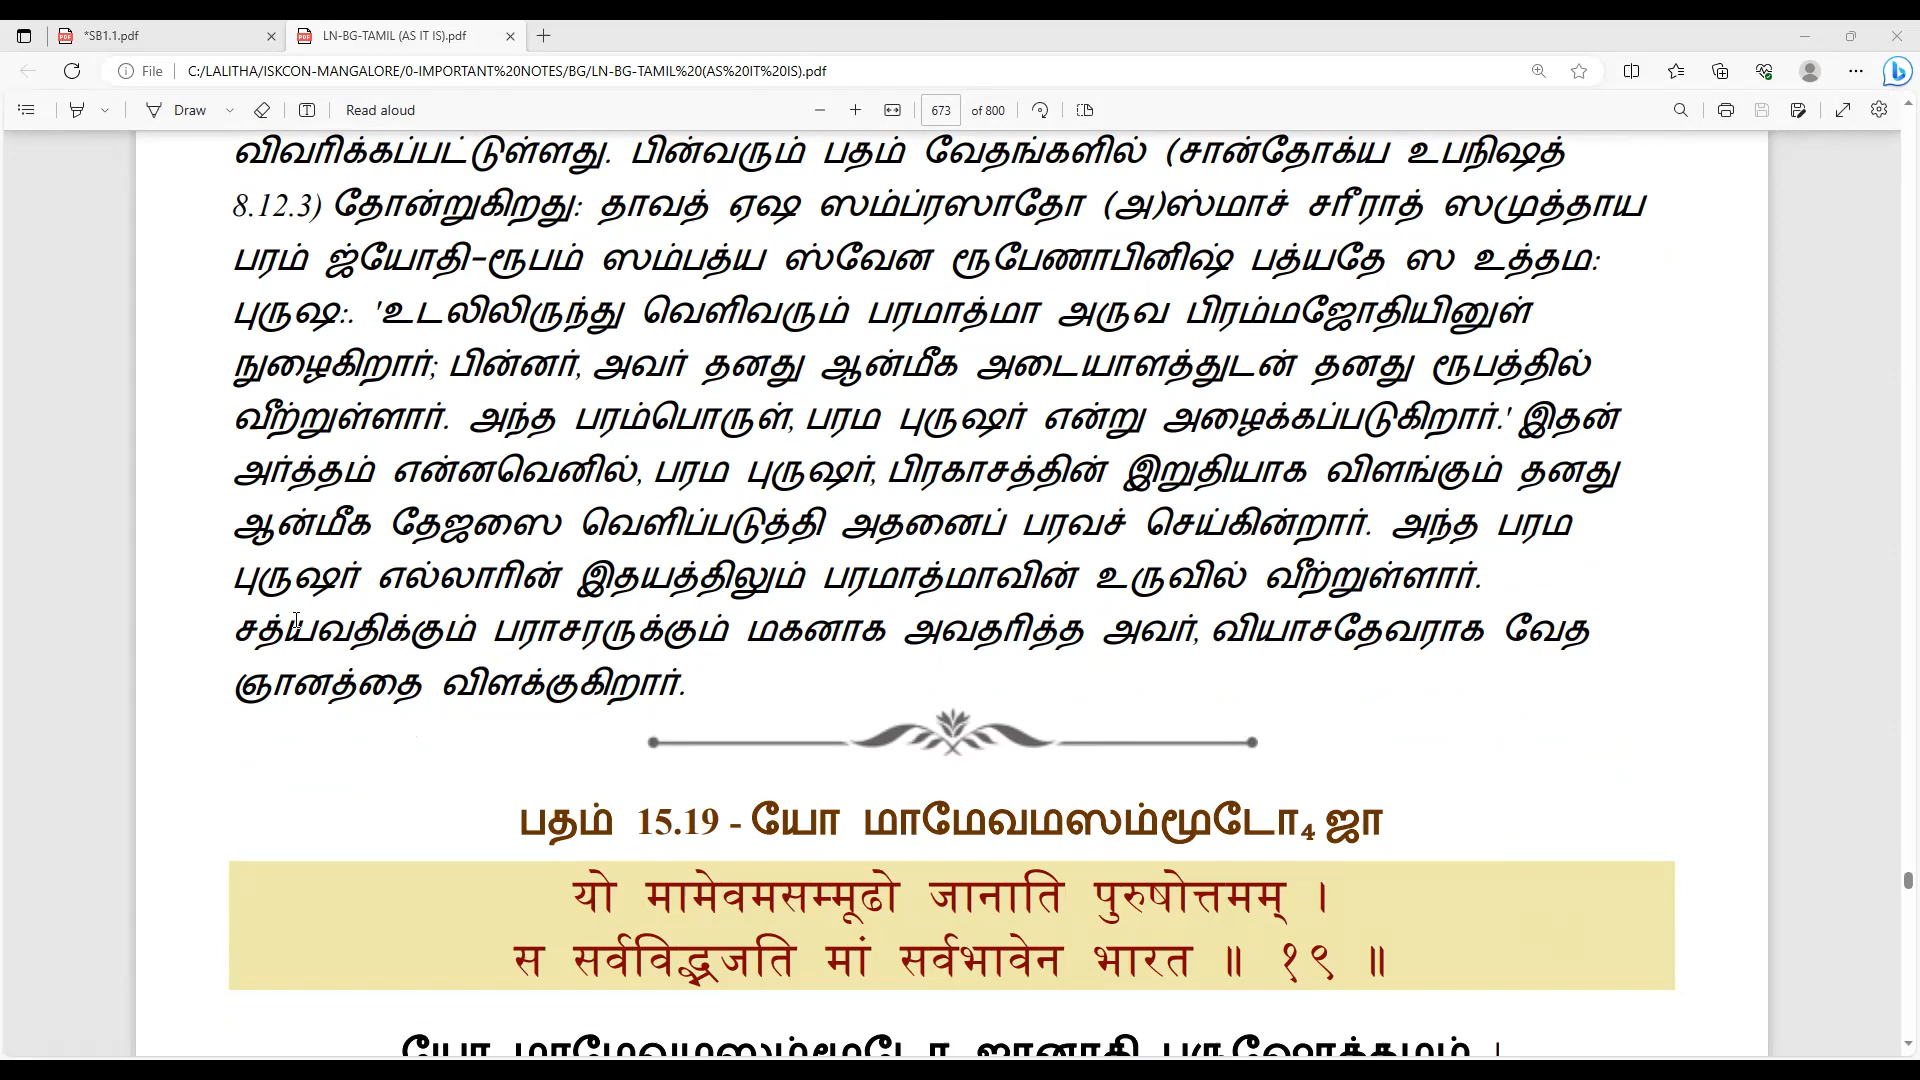 *SB1.1.pdf
LN-BG-TAMIL (AS IT IS).pdf
File
C:/LALITHA/ISKCON-MANGALORE/0-IMPORTANT%20NOTES/BG/LN-BG-TAMIL%20(AS%20IT%20IS).pdf
Draw
Read aloud
673 of 800
விவரிக்கப்பட்டுள்ளது. பின்வரும் பதம் வேதங்களில் (சான்தோக்ய உபநிஷத்
8.12.3) தோன்றுகிறது: தாவத் ஏஷ ஸம்ப்ரஸாதோ (அ)ஸ்மாச் சரீராத் ஸமுத்தாய
பரம் ஜ்யோதி-ரூபம் ஸம்பத்ய ஸ்வேன ரூபேணாபினிஷ் பத்யதே ஸ உத்தம:
புருஷ:. 'உடலிலிருந்து வெளிவரும் பரமாத்மா அருவ பிரம்மஜோதியினுள்
நுழைகிறார்; பின்னர், அவர் தனது ஆன்மீக அடையாளத்துடன் தனது ரூபத்தில்
வீற்றுள்ளார். அந்த பரம்பொருள், பரம புருஷர் என்று அழைக்கப்படுகிறார்.' இதன்
அர்த்தம் என்னவெனில், பரம புருஷர், பிரகாசத்தின் இறுதியாக விளங்கும் தனது
ஆன்மீக தேஜஸை வெளிப்படுத்தி அதனைப் பரவச் செய்கின்றார். அந்த பரம
புருஷர் எல்லாரின் இதயத்திலும் பரமாத்மாவின் உருவில் வீற்றுள்ளார்.
சத்யவதிக்கும் பராசரருக்கும் மகனாக அவதரித்த அவர், வியாசதேவராக வேத
ஞானத்தை விளக்குகிறார்.
பதம் 15.19 - யோ மாமேவமஸம்மூடோ₄ ஜா
यो मामेवमसम्मूढो जानाति पुरुषोत्तमम् ।
स सर्वविद्भजति मां सर्वभावेन भारत ॥ १९ ॥